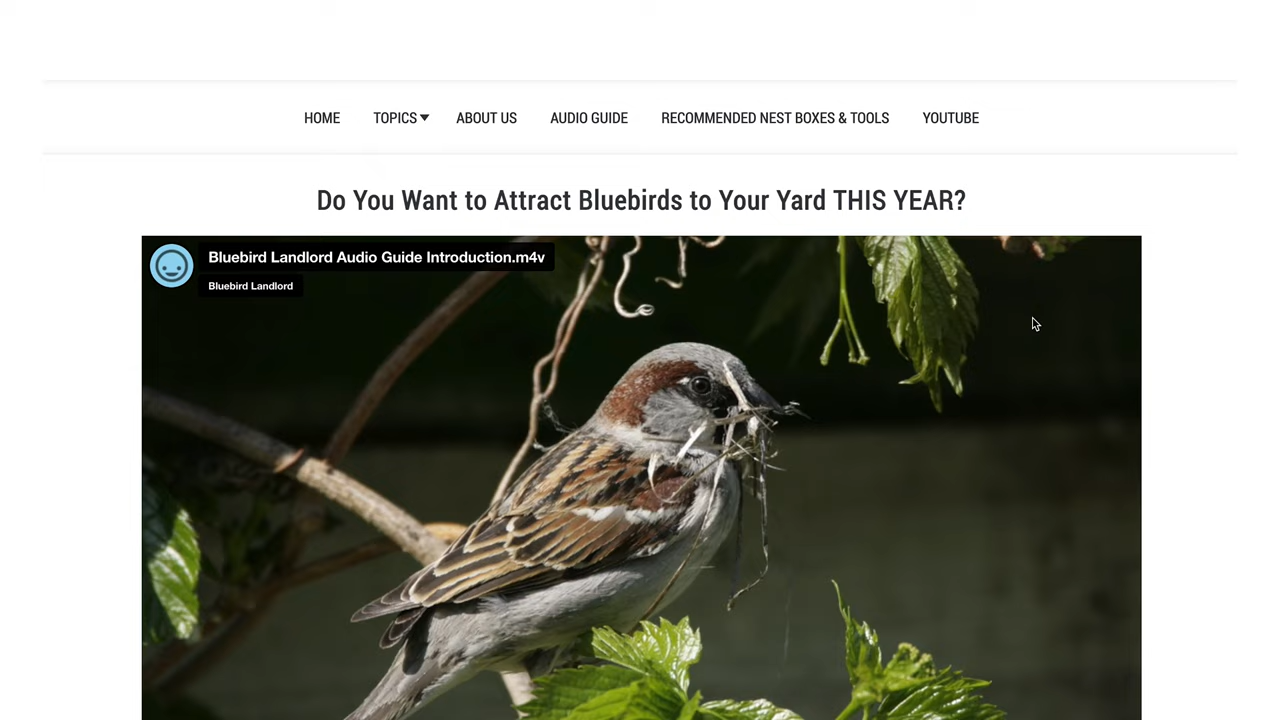 HOME TOPICS ABOUT US AUDIO GUIDE RECOMMENDED NEST BOXES & TOOLS YOUTUBE
Do You Want to Attract Bluebirds to Your Yard THIS YEAR?
Bluebird Landlord Audio Guide Introduction.m4v
Bluebird Landlord